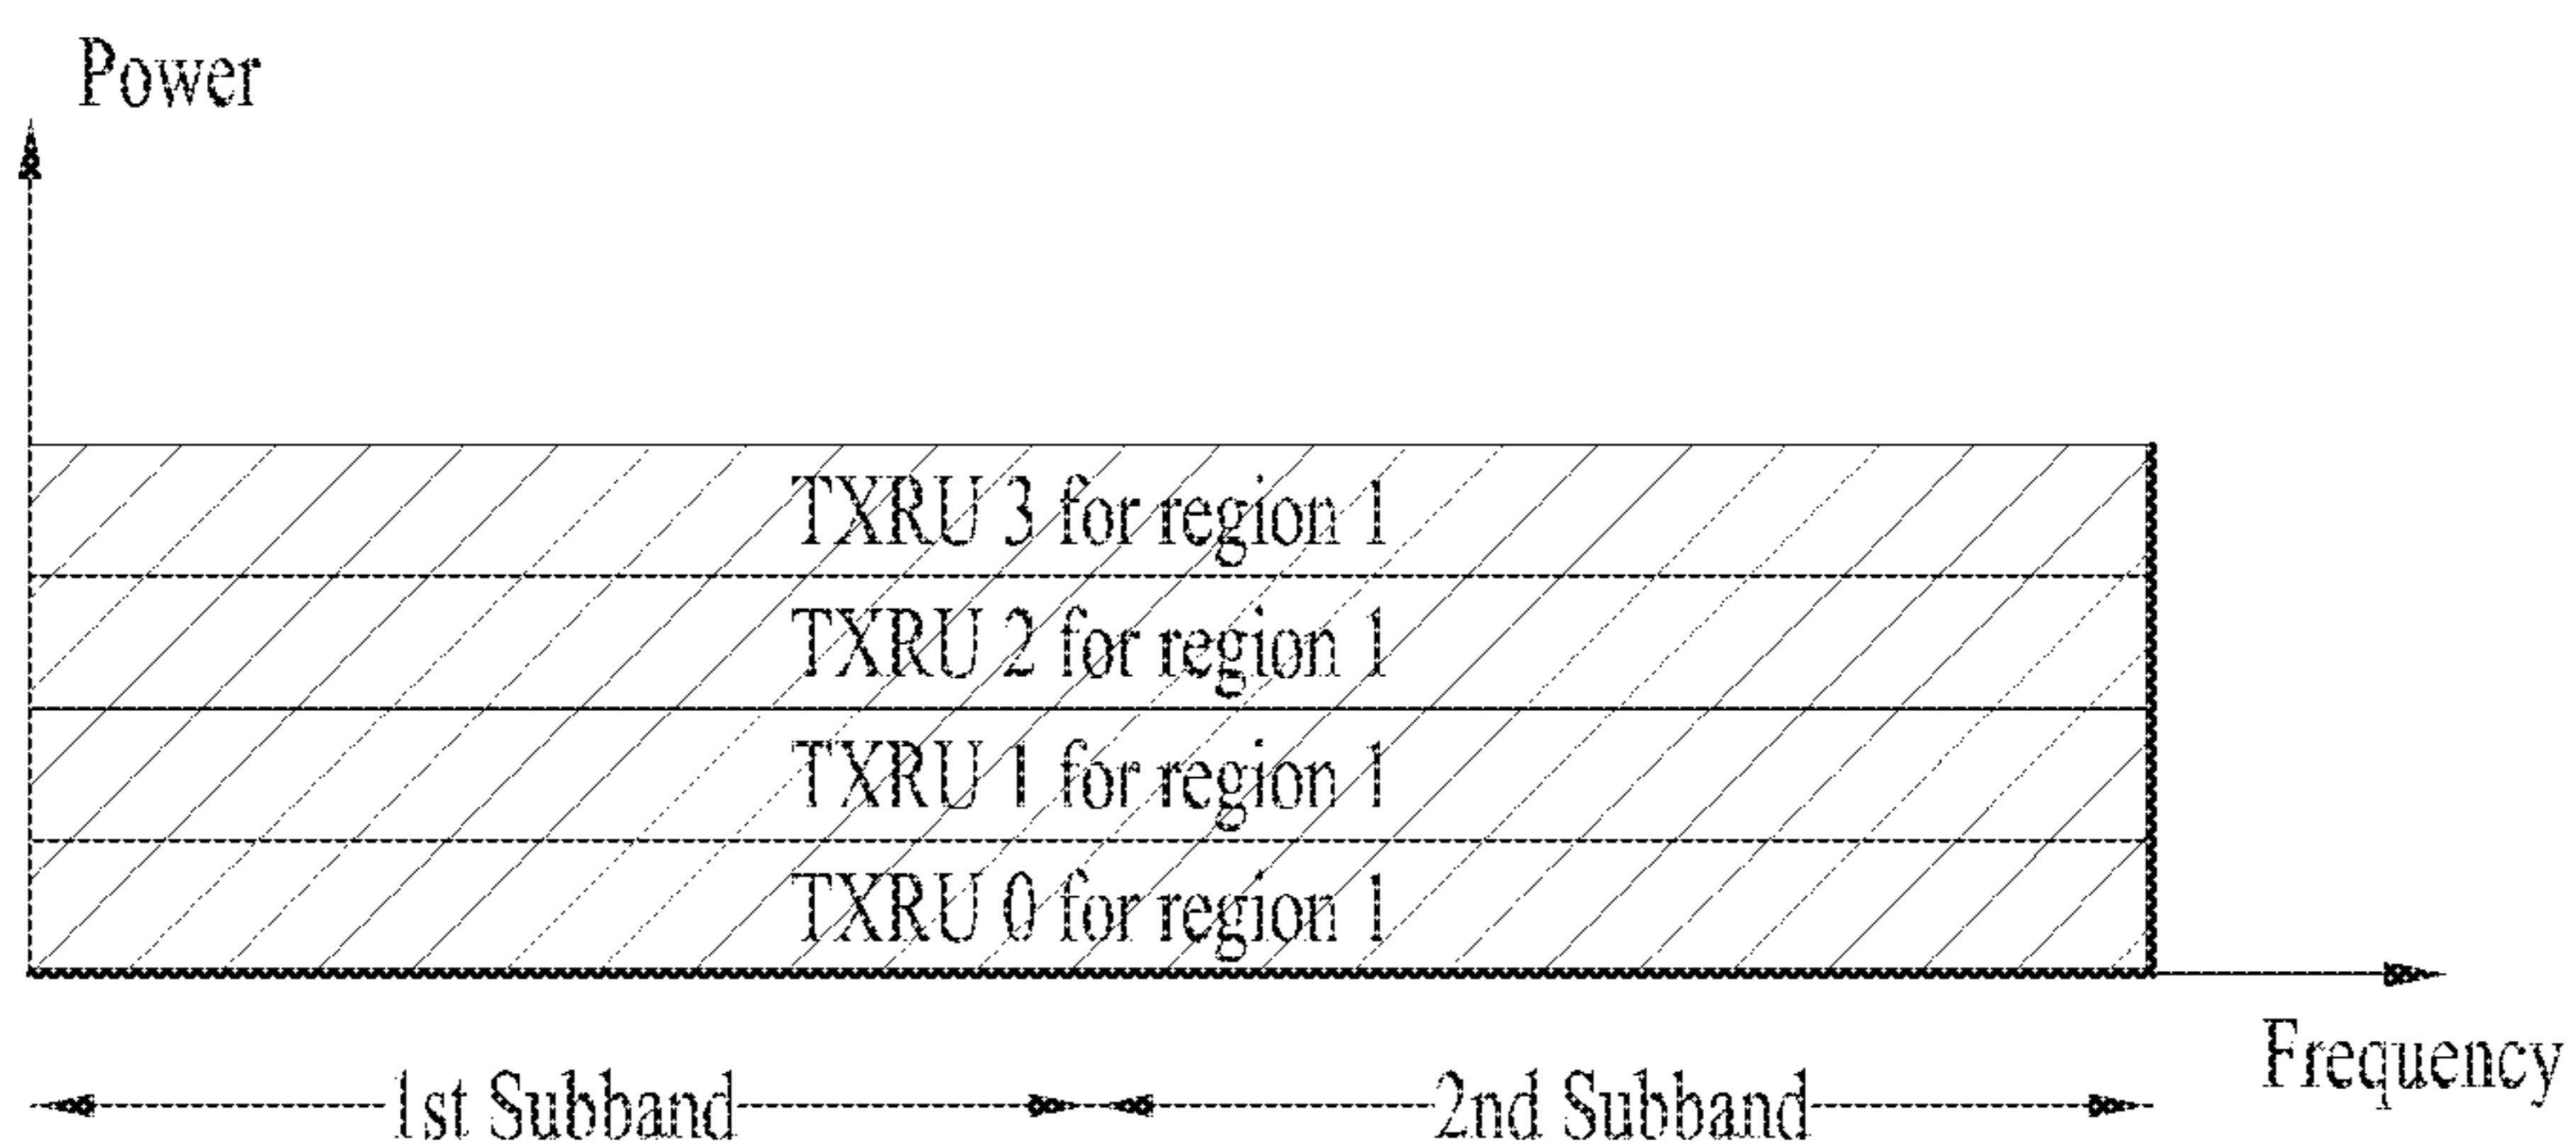 Power
TXRU 3 for region 1
TXRU 2 for region 1
TXRU 1 for region 1
TXRU 0 for region 1
Frequency
1st Subband
2nd Subband